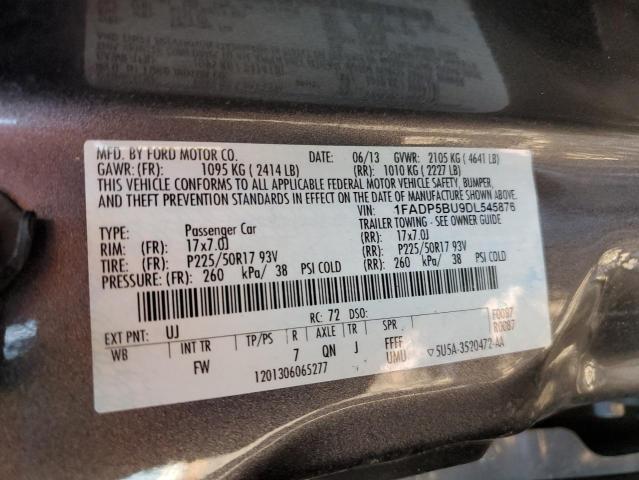 MFD. BY FORD MOTOR CO. DATE: 06/13 GVWR: 2105 KG ( 4641 LB)
GAWR: (FR): 1095 KG ( 2414 LB) (RR): 1010 KG ( 2227 LB)
THIS VEHICLE CONFORMS TO ALL APPLICABLE FEDERAL MOTOR VEHICLE SAFETY, BUMPER,
AND THEFT PREVENTION STANDARDS IN EFFECT ON THE DATE OF MANUFACTURE SHOWN ABOVE.
VIN: 1FADP5BU9DL545876
TYPE: Passenger Car TRAILER TOWING - SEE OWNER GUIDE
RIM: (FR): 17x7.0J (RR): 17x7.0J
TIRE: (FR): P225/50R17 93V (RR): P225/50R17 93V
PRESSURE: (FR): 260 kPa/ 38 PSI COLD (RR): 260 kPa/ 38 PSI COLD
RC: 72 DSO: F0087
EXT PNT: UJ R0087
WB INT TR TP/PS R AXLE TR SPR
FW 7 QN J FFFF
UMU ▽5U5A-3520472-AA
1201306065277